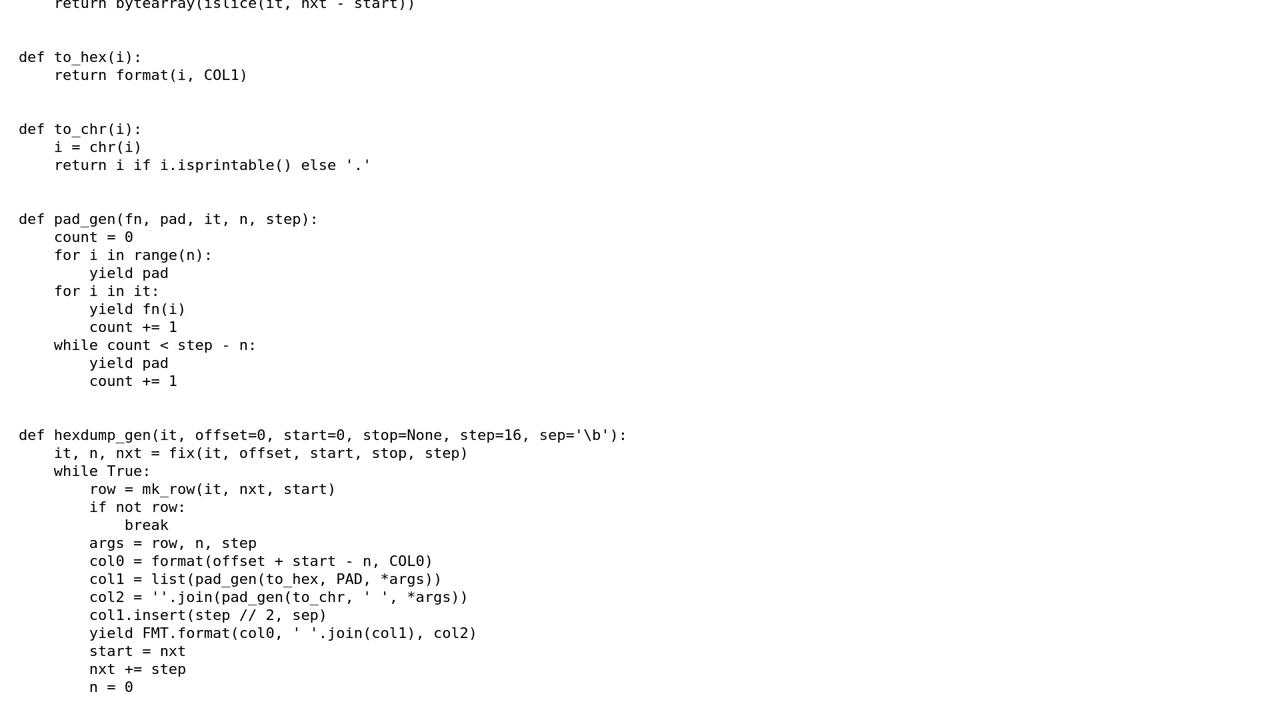 return bytearray(islice(it, nxt - start))
def to_hex(i):
    return format(i, COL1)
def to_chr(i):
    i = chr(i)
    return i if i.isprintable() else '.'
def pad_gen(fn, pad, it, n, step):
    count = 0
    for i in range(n):
        yield pad
    for i in it:
        yield fn(i)
        count += 1
    while count < step - n:
        yield pad
        count += 1
def hexdump_gen(it, offset=0, start=0, stop=None, step=16, sep='\b'):
    it, n, nxt = fix(it, offset, start, stop, step)
    while True:
        row = mk_row(it, nxt, start)
        if not row:
            break
        args = row, n, step
        col0 = format(offset + start - n, COL0)
        col1 = list(pad_gen(to_hex, PAD, *args))
        col2 = ''.join(pad_gen(to_chr, ' ', *args))
        col1.insert(step // 2, sep)
        yield FMT.format(col0, ' '.join(col1), col2)
        start = nxt
        nxt += step
        n = 0